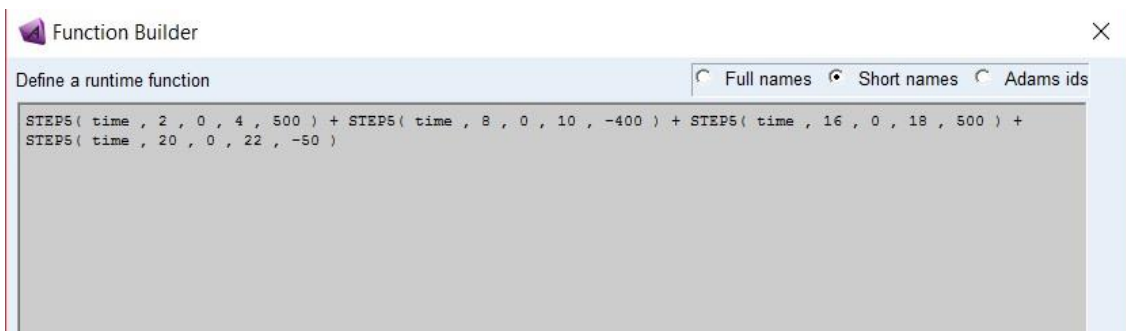 Function Builder
Define a runtime function
Full names
Short names
Adams ids
STEP5( time , 2 , 0 , 4 , 500 ) + STEP5( time , 8 , 0 , 10 , -400 ) + STEP5( time , 16 , 0 , 18 , 500 ) +
STEP5( time , 20 , 0 , 22 , -50 )